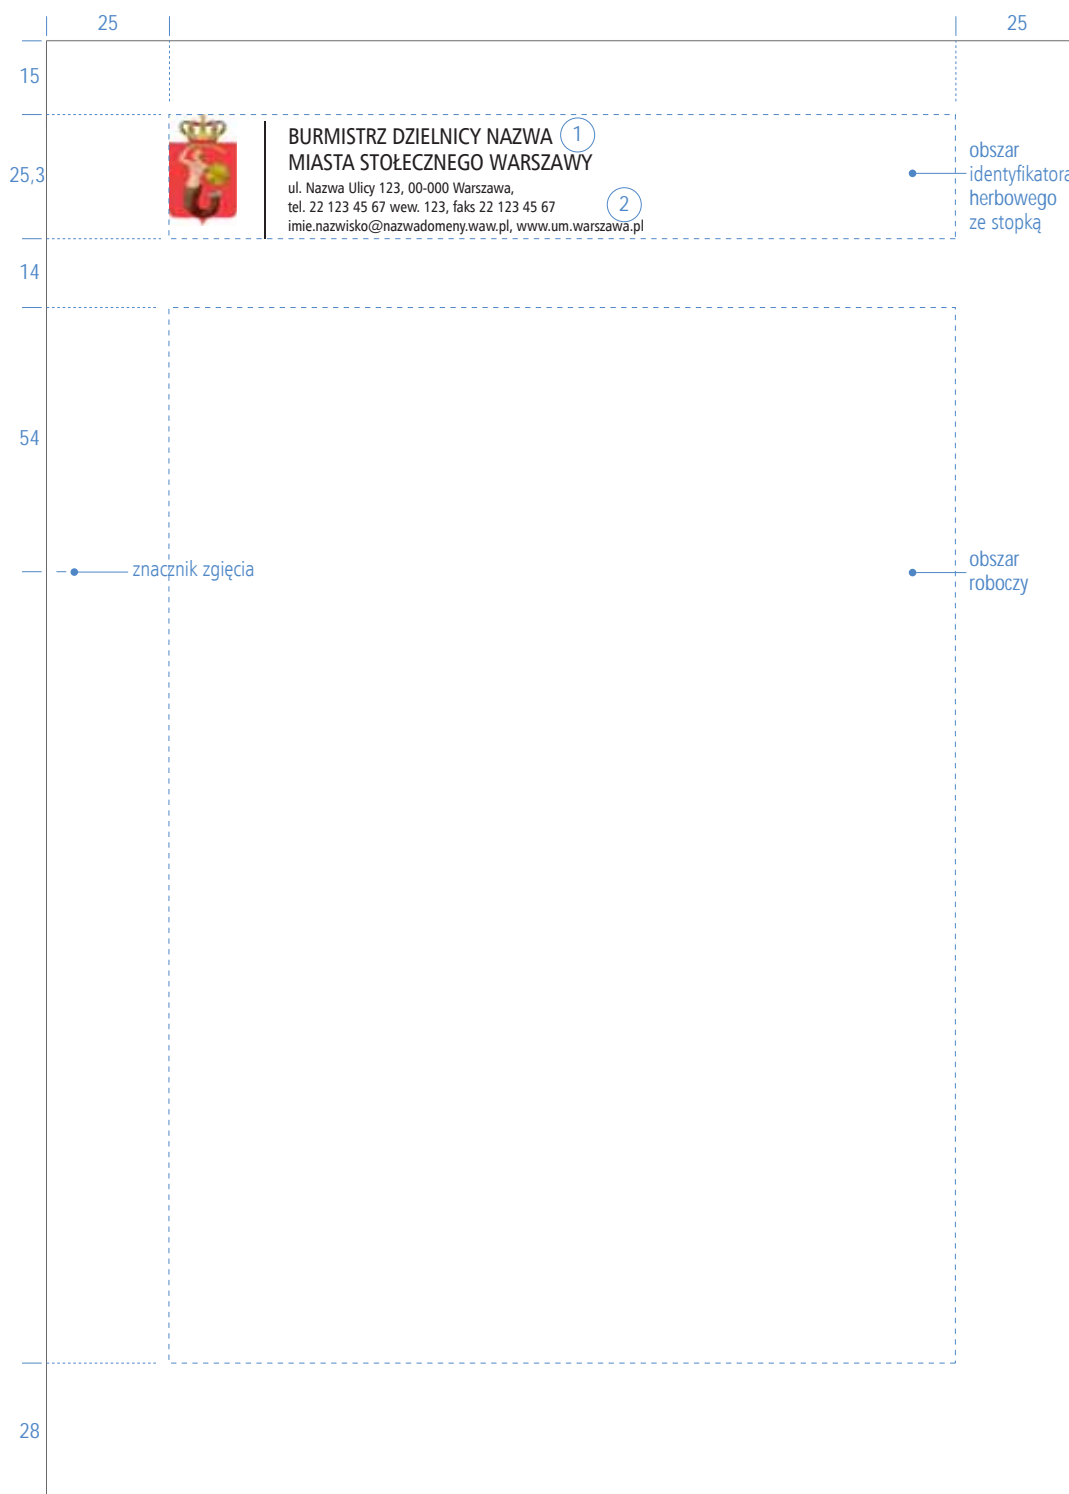 25
25
15
BURMISTRZ DZIELNICY NAZWA 1
MIASTA STOŁECZNEGO WARSZAWY
ul. Nazwa Ulicy 123, 00-000 Warszawa,
tel. 22 123 45 67 wew. 123, faks 22 123 45 67
imie.nazwisko@nazwadomeny.waw.pl, www.um.warszawa.pl
2
obszar
identyfikatora
herbowego
ze stopką
25,3
14
54
znacznik zgięcia
obszar
roboczy
28